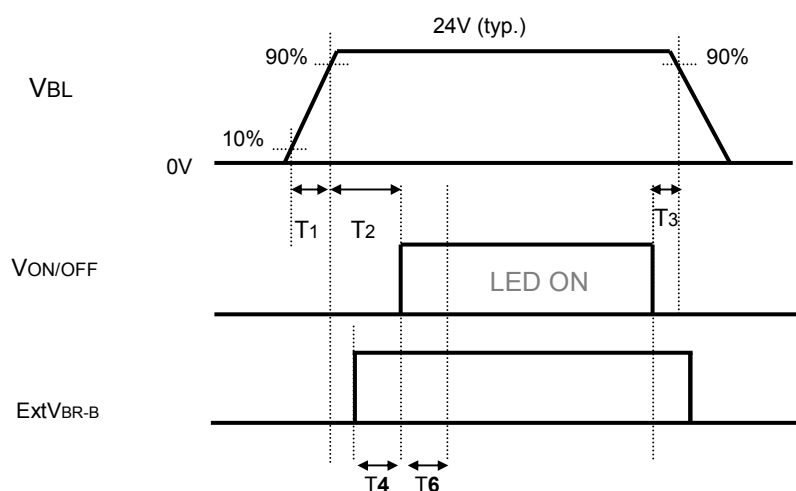 24V (typ.)
90%
90%
VBL
10%
0V
T1
T2
T3
VON/OFF
LED ON
ExtVBR-B
T4
T6